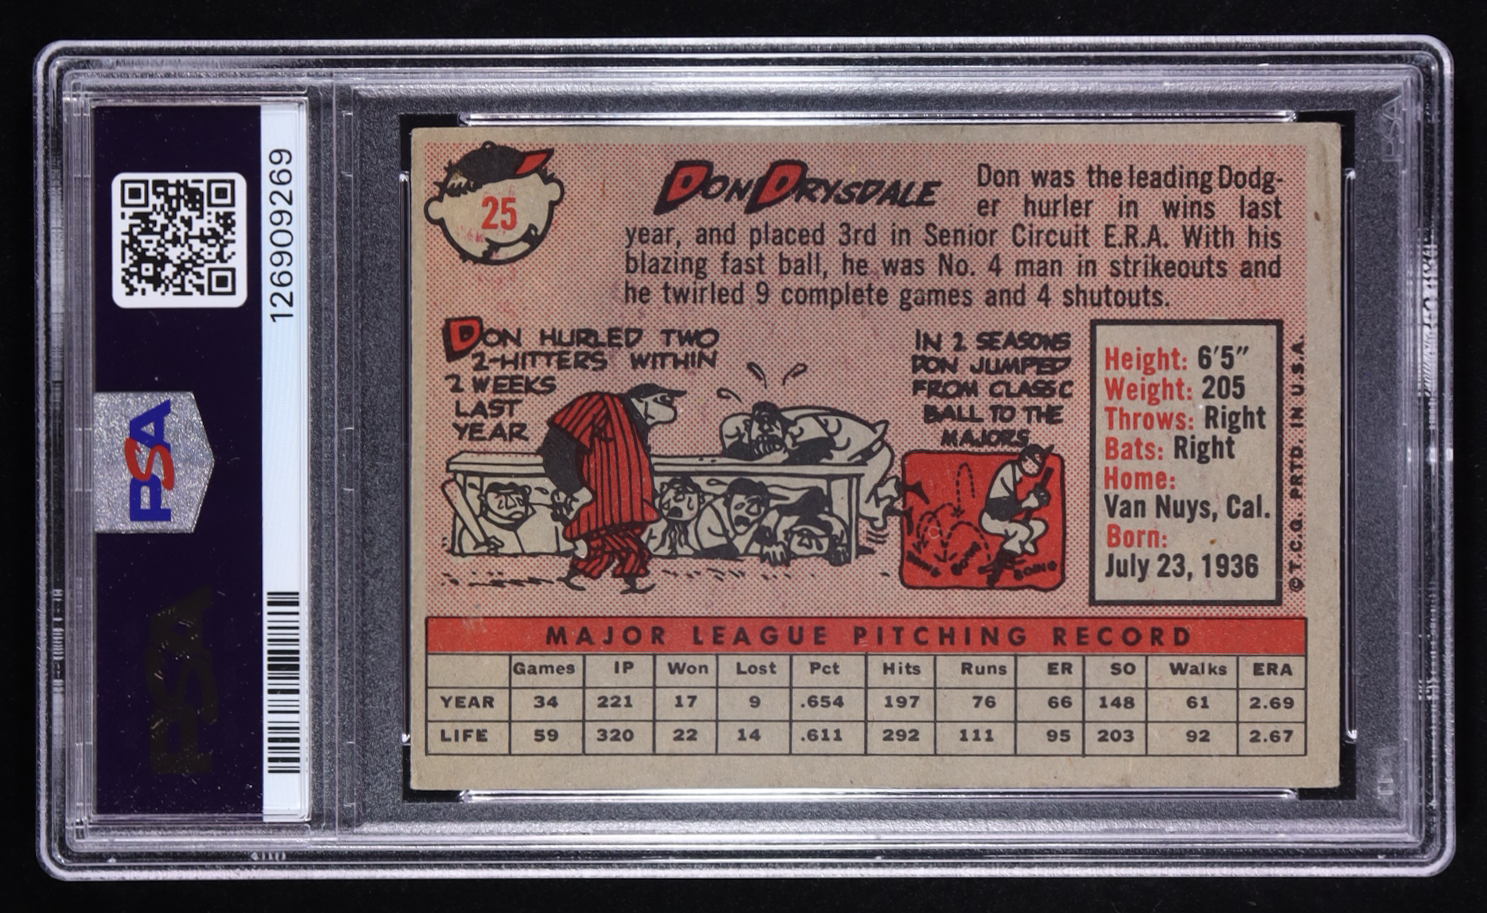 PSA
126909269
PSA
25
DON DRYSDALE
Don was the leading Dodg-
er hurler in wins last
year, and placed 3rd in Senior Circuit E.R.A. With his
blazing fast ball, he was No. 4 man in strikeouts and
he twirled 9 complete games and 4 shutouts.
DON HURLED TWO
2-HITTERS WITHIN
2 WEEKS
LAST
YEAR
IN 2 SEASONS
DON JUMPED
FROM CLASS C
BALL TO THE
MAJORS
BOING
BOING
BOING
Height: 6'5"
Weight: 205
Throws: Right
Bats: Right
Home:
Van Nuys, Cal.
Born:
July 23, 1936
© T.C.G. PRTD. IN U.S.A.
MAJOR LEAGUE PITCHING RECORD
Games IP Won Lost Pct Hits Runs ER SO Walks ERA
YEAR 34 221 17 9 .654 197 76 66 148 61 2.69
LIFE 59 320 22 14 .611 292 111 95 203 92 2.67